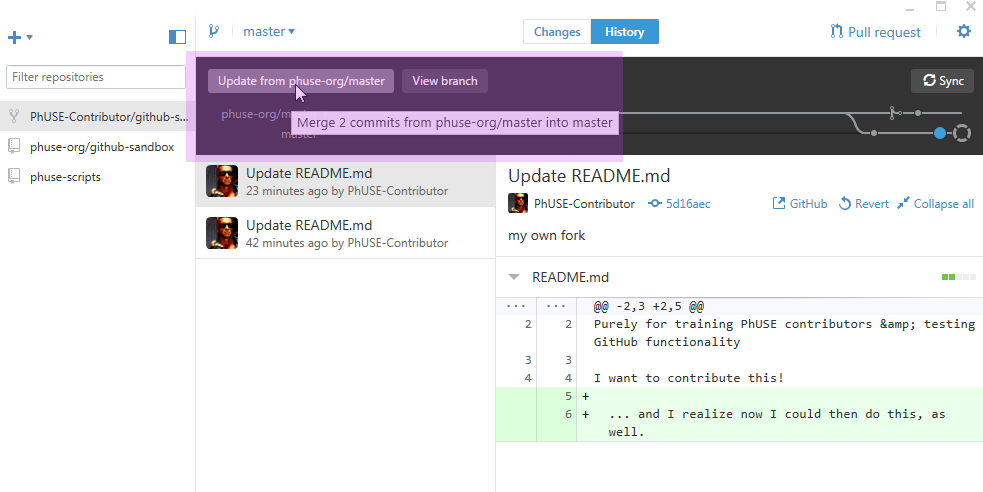 master
Changes
History
Pull request
Filter repositories
Update from phuse-org/master
View branch
Sync
PhUSE-Contributor/github-s...
phuse-org/github-sandbox
phuse-scripts
phuse-org/m
Merge 2 commits from phuse-org/master into master
master
Update README.md
23 minutes ago by PhUSE-Contributor
Update README.md
42 minutes ago by PhUSE-Contributor
Update README.md
PhUSE-Contributor
5d16aec
GitHub
Revert
Collapse all
my own fork
README.md
... ... @@ -2,3 +2,5 @@
2 2 Purely for training PhUSE contributors &amp; testing
GitHub functionality
3 3
4 4 I want to contribute this!
5 +
6 + ... and I realize now I could then do this, as
well.